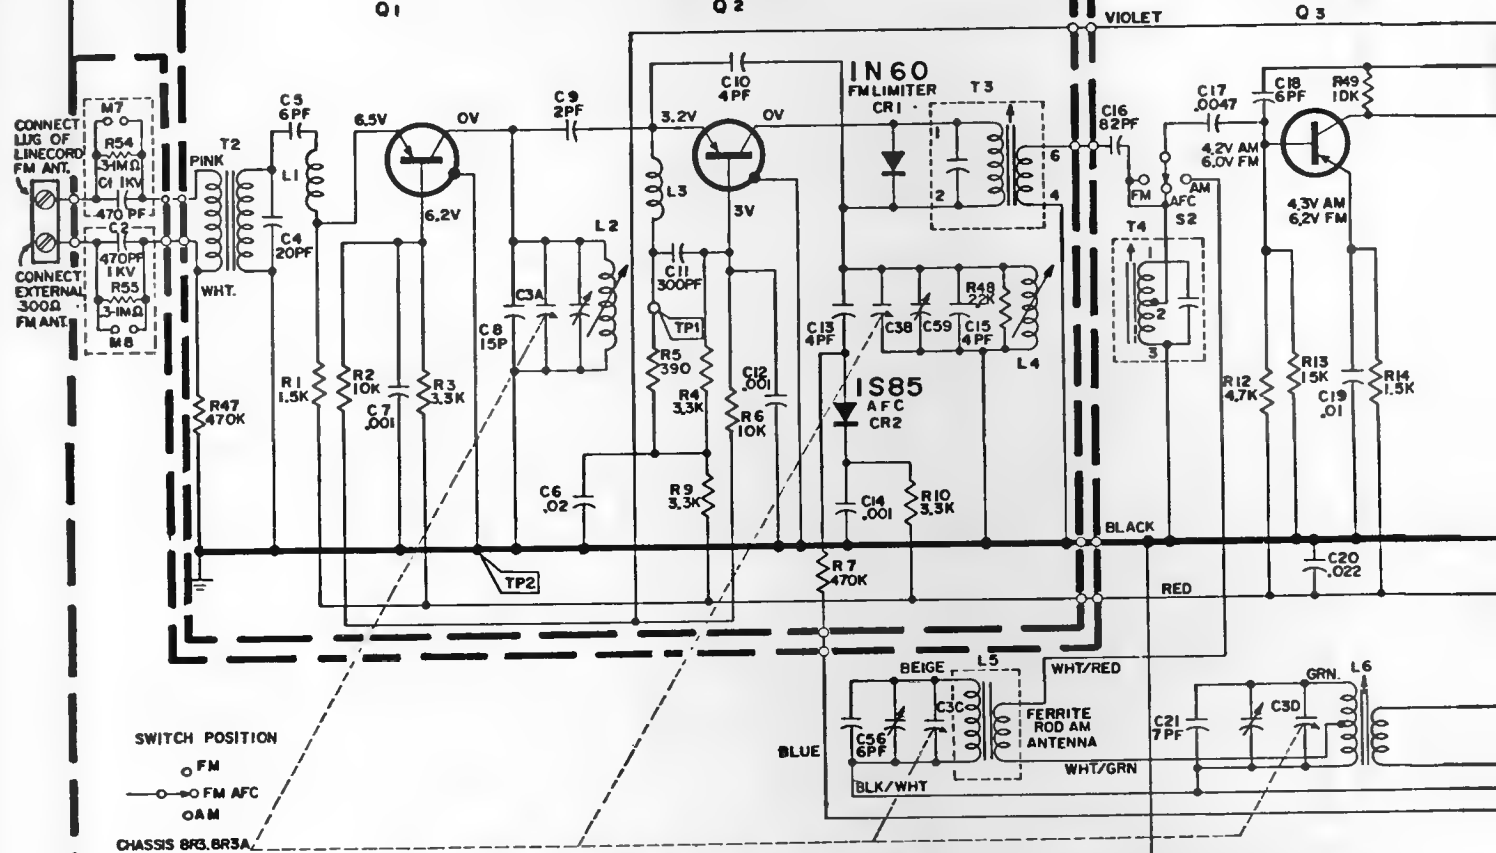 Q1
Q2
Q3
VIOLET
C10
4PF
1N60
FM LIMITER
CR1
T3
C18
6PF
R49
10K
M7
CONNECT
LUG OF
LINECORD
FM ANT.
R54
3.1MΩ
C1 1KV
470 PF
PINK
T2
C5
6PF
L1
6.5V
0V
C9
2PF
3.2V
0V
1
2
6
4
C16
82PF
C17
.0047
4.2V AM
6.0V FM
FM
AM
AFC
S2
4.3V AM
6.2V FM
C2
470PF
1KV
R55
3.1MΩ
M8
CONNECT
EXTERNAL
300Ω
FM ANT.
WHT.
C4
20PF
6.2V
L2
L3
3V
C11
300PF
TP1
C3A
C8
15P
R5
390
R4
3.3K
C12
.001
R6
10K
C13
4PF
C3B
C59
C15
4PF
R48
22K
L4
T4
1
2
3
R47
470K
R1
1.5K
R2
10K
C7
.001
R3
3.3K
1S85
AFC
CR2
R12
4.7K
R13
15K
C19
.01
R14
1.5K
C6
.02
R9
3.3K
C14
.001
R10
3.3K
BLACK
TP2
R7
470K
RED
C20
.022
BEIGE
L5
WHT/RED
GRN.
L6
C56
6PF
C3C
FERRITE
ROD AM
ANTENNA
C21
7PF
C3D
BLUE
BLK/WHT
WHT/GRN
SWITCH POSITION
FM
FM AFC
AM
CHASSIS 8R3, 8R3A